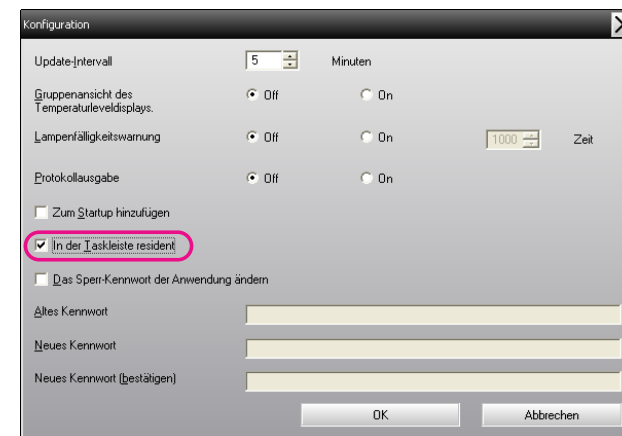 Konfiguration
Update-Intervall 5 Minuten
Gruppenansicht des
Temperaturleveldisplays. Off On
Lampenfälligkeitswarnung Off On 1000 Zeit
Protokollausgabe Off On
Zum Startup hinzufügen
In der Taskleiste resident
Das Sperr-Kennwort der Anwendung ändern
Altes Kennwort
Neues Kennwort
Neues Kennwort (bestätigen)
OK Abbrechen